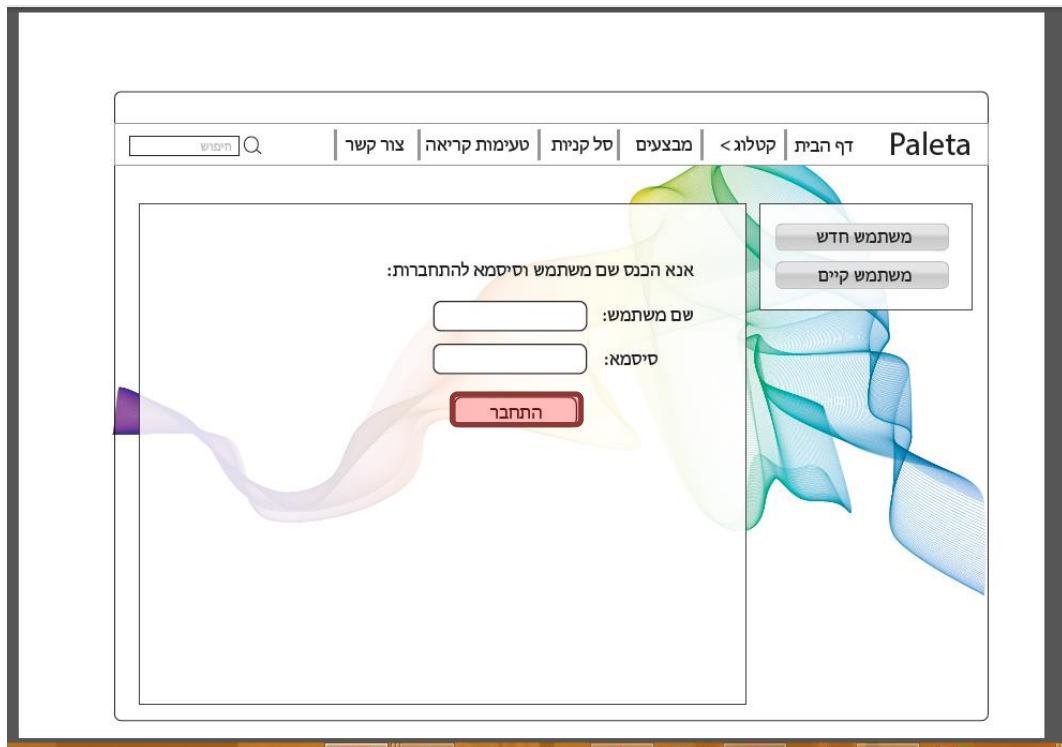 Paleta
דף הבית
קטלוג >
מבצעים
סל קניות
טעימות קריאה
צור קשר
חיפוש
משתמש חדש
משתמש קיים
אנא הכנס שם משתמש וסיסמא להתחברות:
שם משתמש:
סיסמא:
התחבר